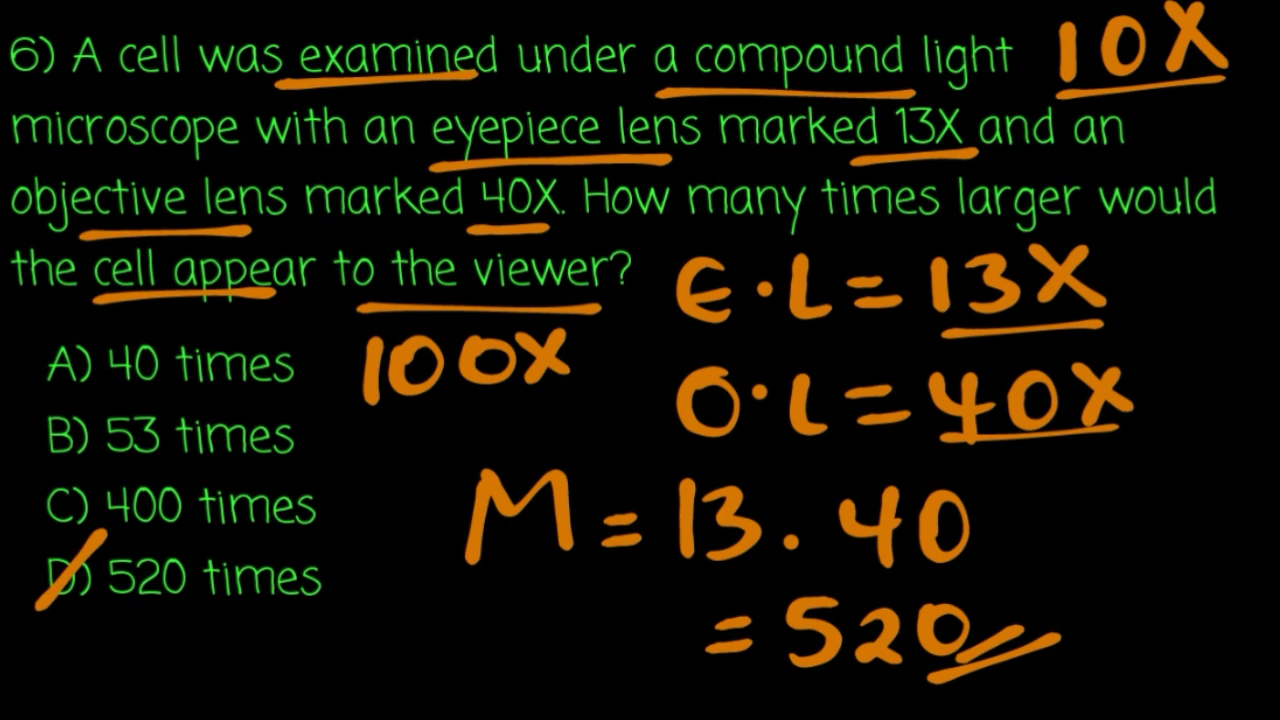 6) A cell was examined under a compound light 10X
microscope with an eyepiece lens marked 13X and an
objective lens marked 40X. How many times larger would
the cell appear to the viewer?
E.L = 13X
A) 40 times
100X
O.L = 40X
B) 53 times
C) 400 times
M = 13 . 40
D) 520 times
= 520